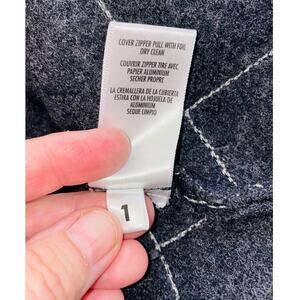 COVER ZIPPER PULL WITH FOIL
DRY CLEAN
COUVRIR ZIPPER TIRE AVEC
PAPIER ALUMINIUM
SECHER PROPRE
LA CREMALLERA DE LA CUBIERTA
ESTIRA CON LA HOJUELA DE
ALUMINIUM
SEQUE LIMPIO
1